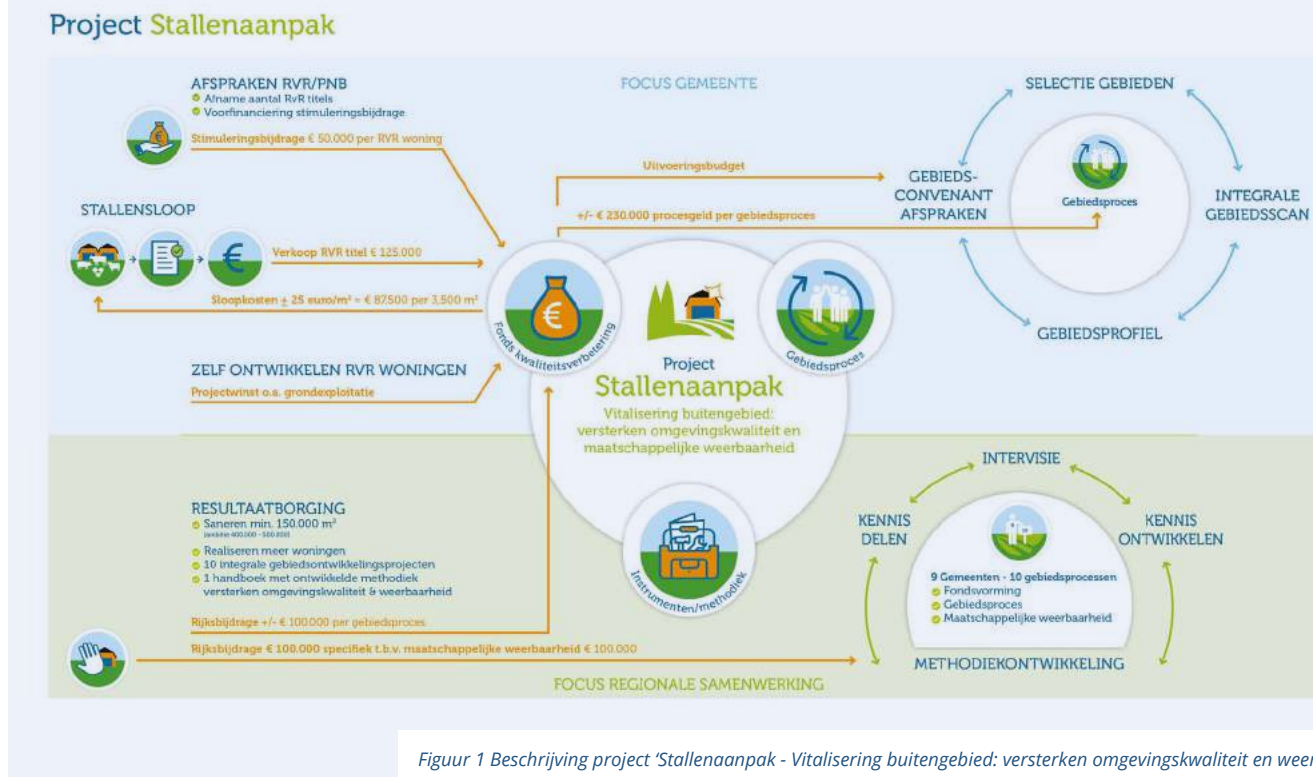 Project Stallenaanpak
AFSPRAKEN RVR/PNB
Afname aantal RvR titels
Voorfinanciering stimuleringsbijdrage
Stimuleringsbijdrage € 50.000 per RVR woning
STALLENSLOOP
Verkoop RVR titel € 125.000
Sloopkosten ± 25 euro/m² = € 87.500 per 3,500 m²
ZELF ONTWIKKELEN RVR WONINGEN
Projectwinst o.a. grondexploitatie
FOCUS GEMEENTE
Uitvoeringsbudget
+/- € 230.000 procesgeld per gebiedsproces
SELECTIE GEBIEDEN
GEBIEDS-
CONVENANT
AFSPRAKEN
Gebiedsproces
INTEGRALE
GEBIEDSSCAN
GEBIEDSPROFIEL
Fonds kwaliteitsverbetering
Gebiedsproces
Project
Stallenaanpak
Vitalisering buitengebied:
versterken omgevingskwaliteit en
maatschappelijke weerbaarheid
Instrumenten/methodiek
RESULTAATBORGING
Saneren min. 150.000 m²
(ambitie 400.000 - 500.000)
Realiseren meer woningen
10 integrale gebiedsontwikkelingsprojecten
1 handboek met ontwikkelde methodiek
versterken omgevingskwaliteit & weerbaarheid
Rijksbijdrage +/- € 100.000 per gebiedsproces
Rijksbijdrage € 100.000 specifiek t.b.v. maatschappelijke weerbaarheid € 100.000
INTERVISIE
KENNIS
DELEN
KENNIS
ONTWIKKELEN
9 Gemeenten - 10 gebiedsprocessen
Fondsvorming
Gebiedsproces
Maatschappelijke weerbaarheid
METHODIEKONTWIKKELING
FOCUS REGIONALE SAMENWERKING
Figuur 1 Beschrijving project ‘Stallenaanpak - Vitalisering buitengebied: versterken omgevingskwaliteit en weer